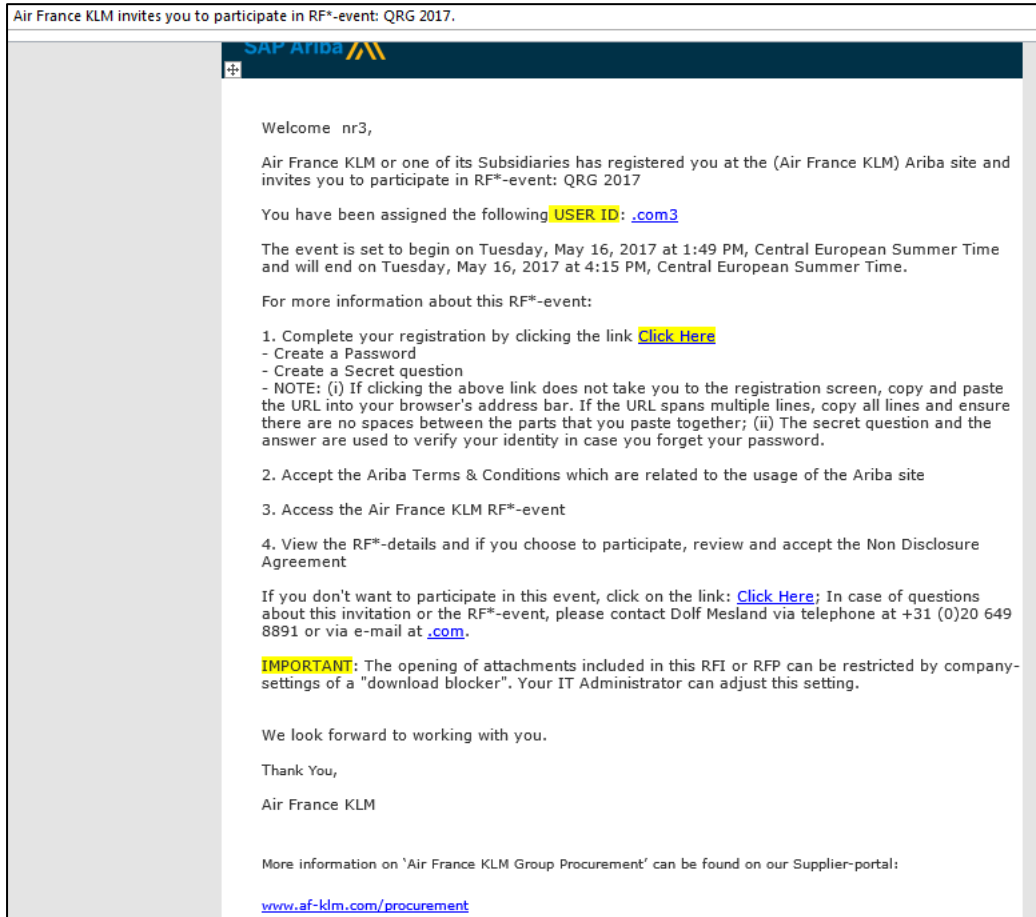 Air France KLM invites you to participate in RF*-event: QRG 2017.
SAP Ariba
Welcome nr3,
Air France KLM or one of its Subsidiaries has registered you at the (Air France KLM) Ariba site and
invites you to participate in RF*-event: QRG 2017
You have been assigned the following USER ID: .com3
The event is set to begin on Tuesday, May 16, 2017 at 1:49 PM, Central European Summer Time
and will end on Tuesday, May 16, 2017 at 4:15 PM, Central European Summer Time.
For more information about this RF*-event:
1. Complete your registration by clicking the link Click Here
- Create a Password
- Create a Secret question
- NOTE: (i) If clicking the above link does not take you to the registration screen, copy and paste
the URL into your browser's address bar. If the URL spans multiple lines, copy all lines and ensure
there are no spaces between the parts that you paste together; (ii) The secret question and the
answer are used to verify your identity in case you forget your password.
2. Accept the Ariba Terms & Conditions which are related to the usage of the Ariba site
3. Access the Air France KLM RF*-event
4. View the RF*-details and if you choose to participate, review and accept the Non Disclosure
Agreement
If you don't want to participate in this event, click on the link: Click Here; In case of questions
about this invitation or the RF*-event, please contact Dolf Mesland via telephone at +31 (0)20 649
8891 or via e-mail at .com.
IMPORTANT: The opening of attachments included in this RFI or RFP can be restricted by company-
settings of a "download blocker". Your IT Administrator can adjust this setting.
We look forward to working with you.
Thank You,
Air France KLM
More information on ‘Air France KLM Group Procurement’ can be found on our Supplier-portal:
www.af-klm.com/procurement